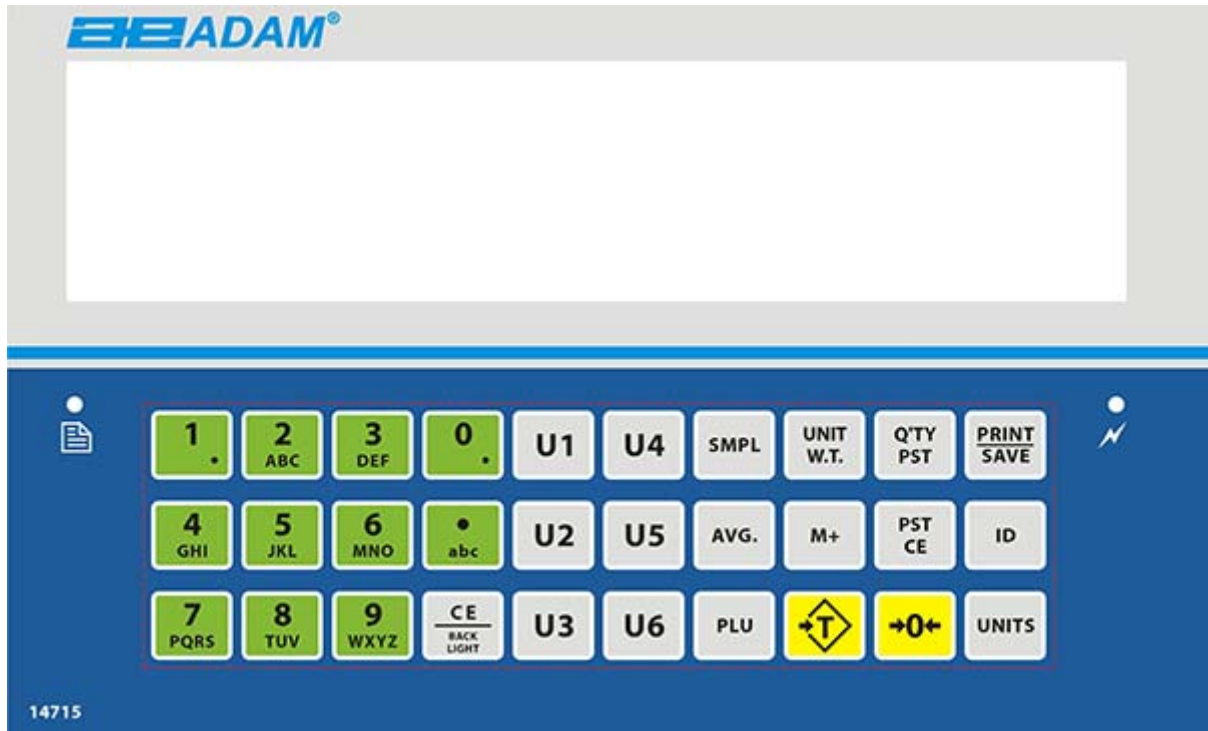 ae ADAM®
1 . 2 3 0 . U1 U4 SMPL UNIT Q'TY PRINT
ABC DEF W.T. PST SAVE
4 5 6 • U2 U5 AVG. M+ PST ID
GHI JKL MNO abc CE
7 8 9 CE U3 U6 PLU →T →0← UNITS
PQRS TUV WXYZ BACK
LIGHT
14715